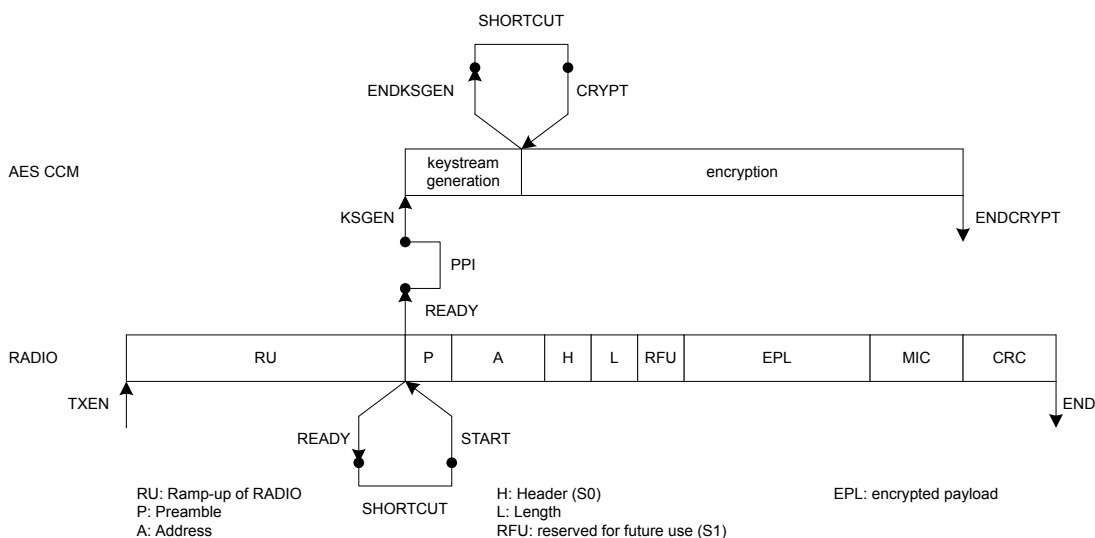 SHORTCUT
ENDKSGEN
CRYPT
AES CCM
keystream
generation
encryption
KSGEN
ENDCRYPT
PPI
READY
RADIO
RU
P
A
H
L
RFU
EPL
MIC
CRC
TXEN
END
READY
START
SHORTCUT
RU: Ramp-up of RADIO
P: Preamble
A: Address
H: Header (S0)
L: Length
RFU: reserved for future use (S1)
EPL: encrypted payload